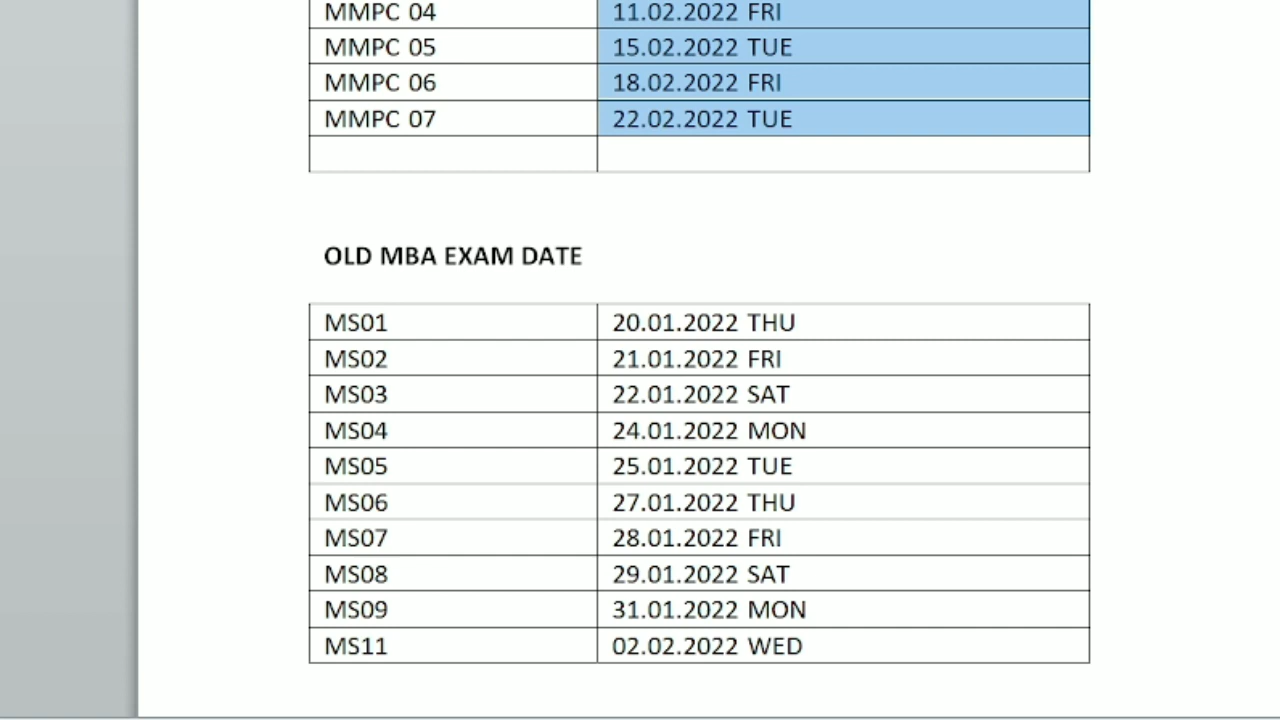 MMPC 04 11.02.2022 FRI
MMPC 05 15.02.2022 TUE
MMPC 06 18.02.2022 FRI
MMPC 07 22.02.2022 TUE
OLD MBA EXAM DATE
MS01 20.01.2022 THU
MS02 21.01.2022 FRI
MS03 22.01.2022 SAT
MS04 24.01.2022 MON
MS05 25.01.2022 TUE
MS06 27.01.2022 THU
MS07 28.01.2022 FRI
MS08 29.01.2022 SAT
MS09 31.01.2022 MON
MS11 02.02.2022 WED